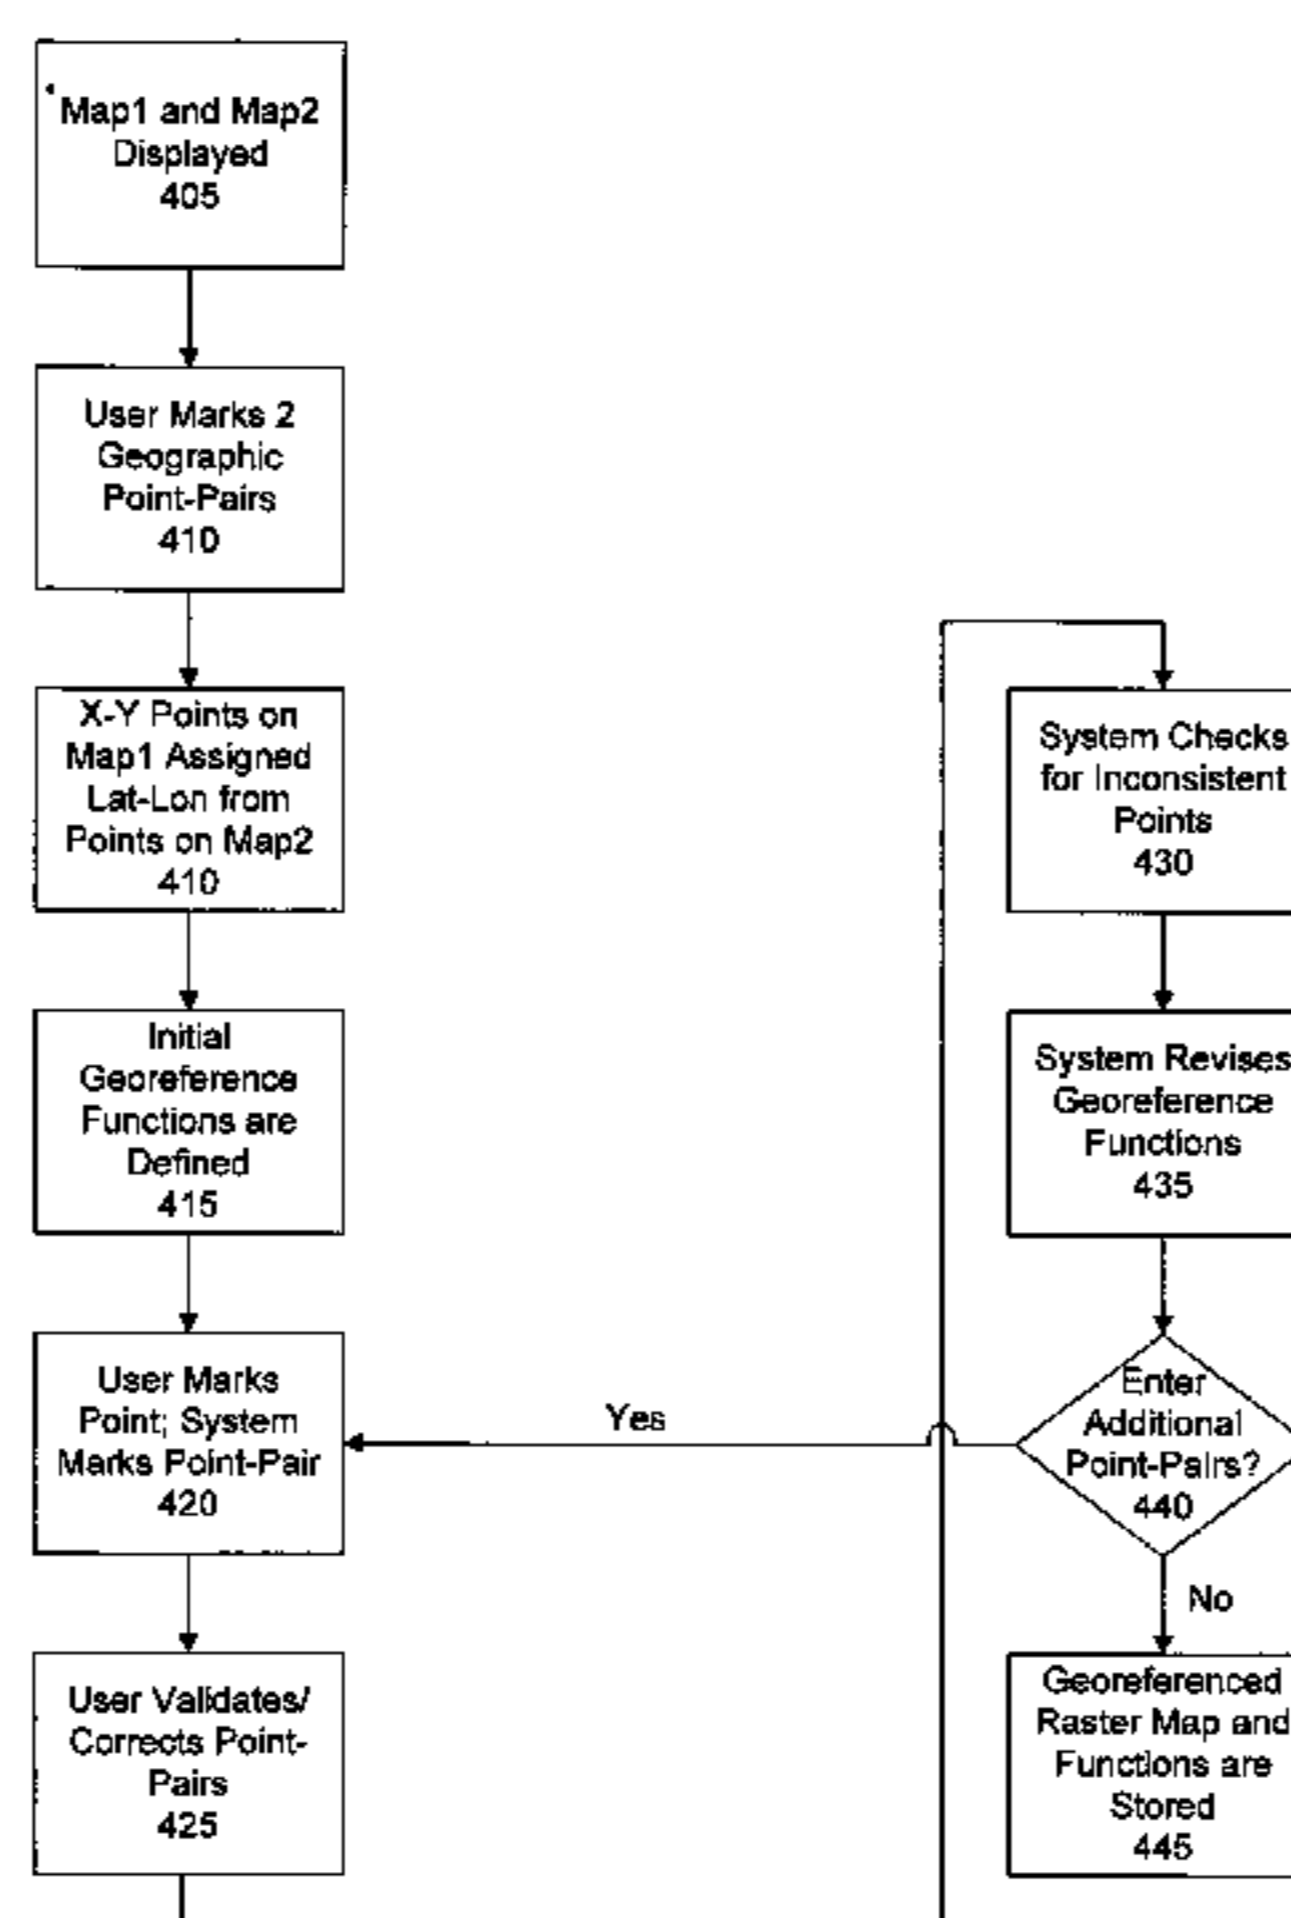 Map1 and Map2
Displayed
405
User Marks 2
Geographic
Point-Pairs
410
X-Y Points on
Map1 Assigned
Lat-Lon from
Points on Map2
410
Initial
Georeference
Functions are
Defined
415
User Marks
Point; System
Marks Point-Pair
420
User Validates/
Corrects Point-
Pairs
425
System Checks
for Inconsistent
Points
430
System Revises
Georeference
Functions
435
Enter
Additional
Point-Pairs?
440
Yes
No
Georeferenced
Raster Map and
Functions are
Stored
445